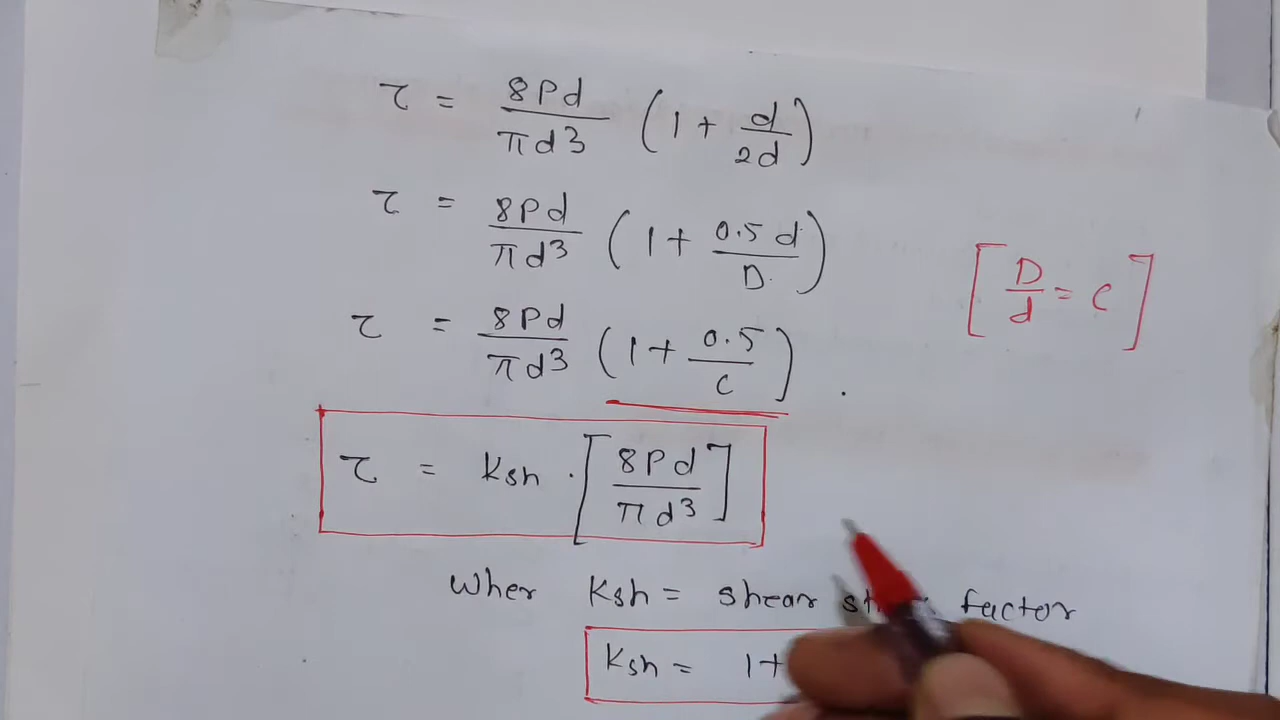 τ = 8Pd/πd³ (1 + d/2d)
τ = 8Pd/πd³ (1 + 0.5 d/D)
[D/d = C]
τ = 8Pd/πd³ (1 + 0.5/C)
τ = Ksh · [8Pd/πd³]
Wher Ksh = shear factor
Ksh = 1+